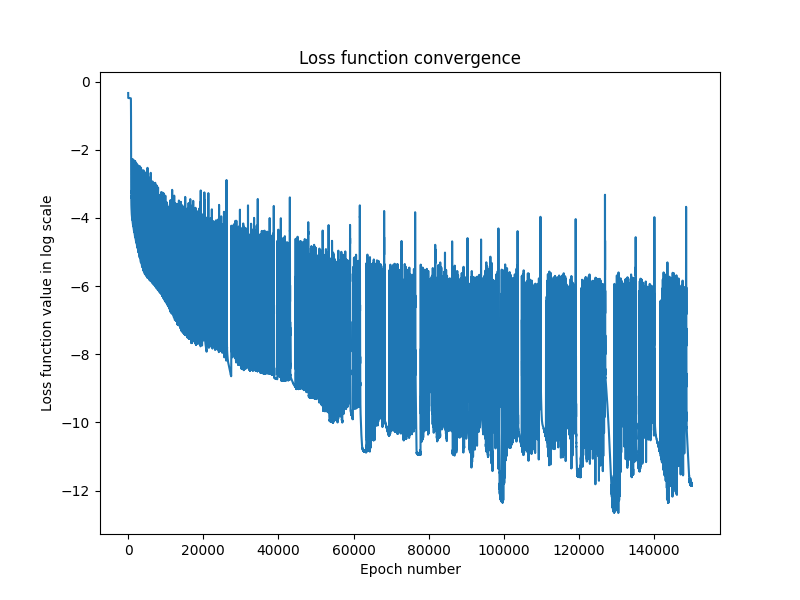 Loss function convergence
0
−2
−4
−6
−8
−10
−12
Loss function value in log scale
0 20000 40000 60000 80000 100000 120000 140000
Epoch number